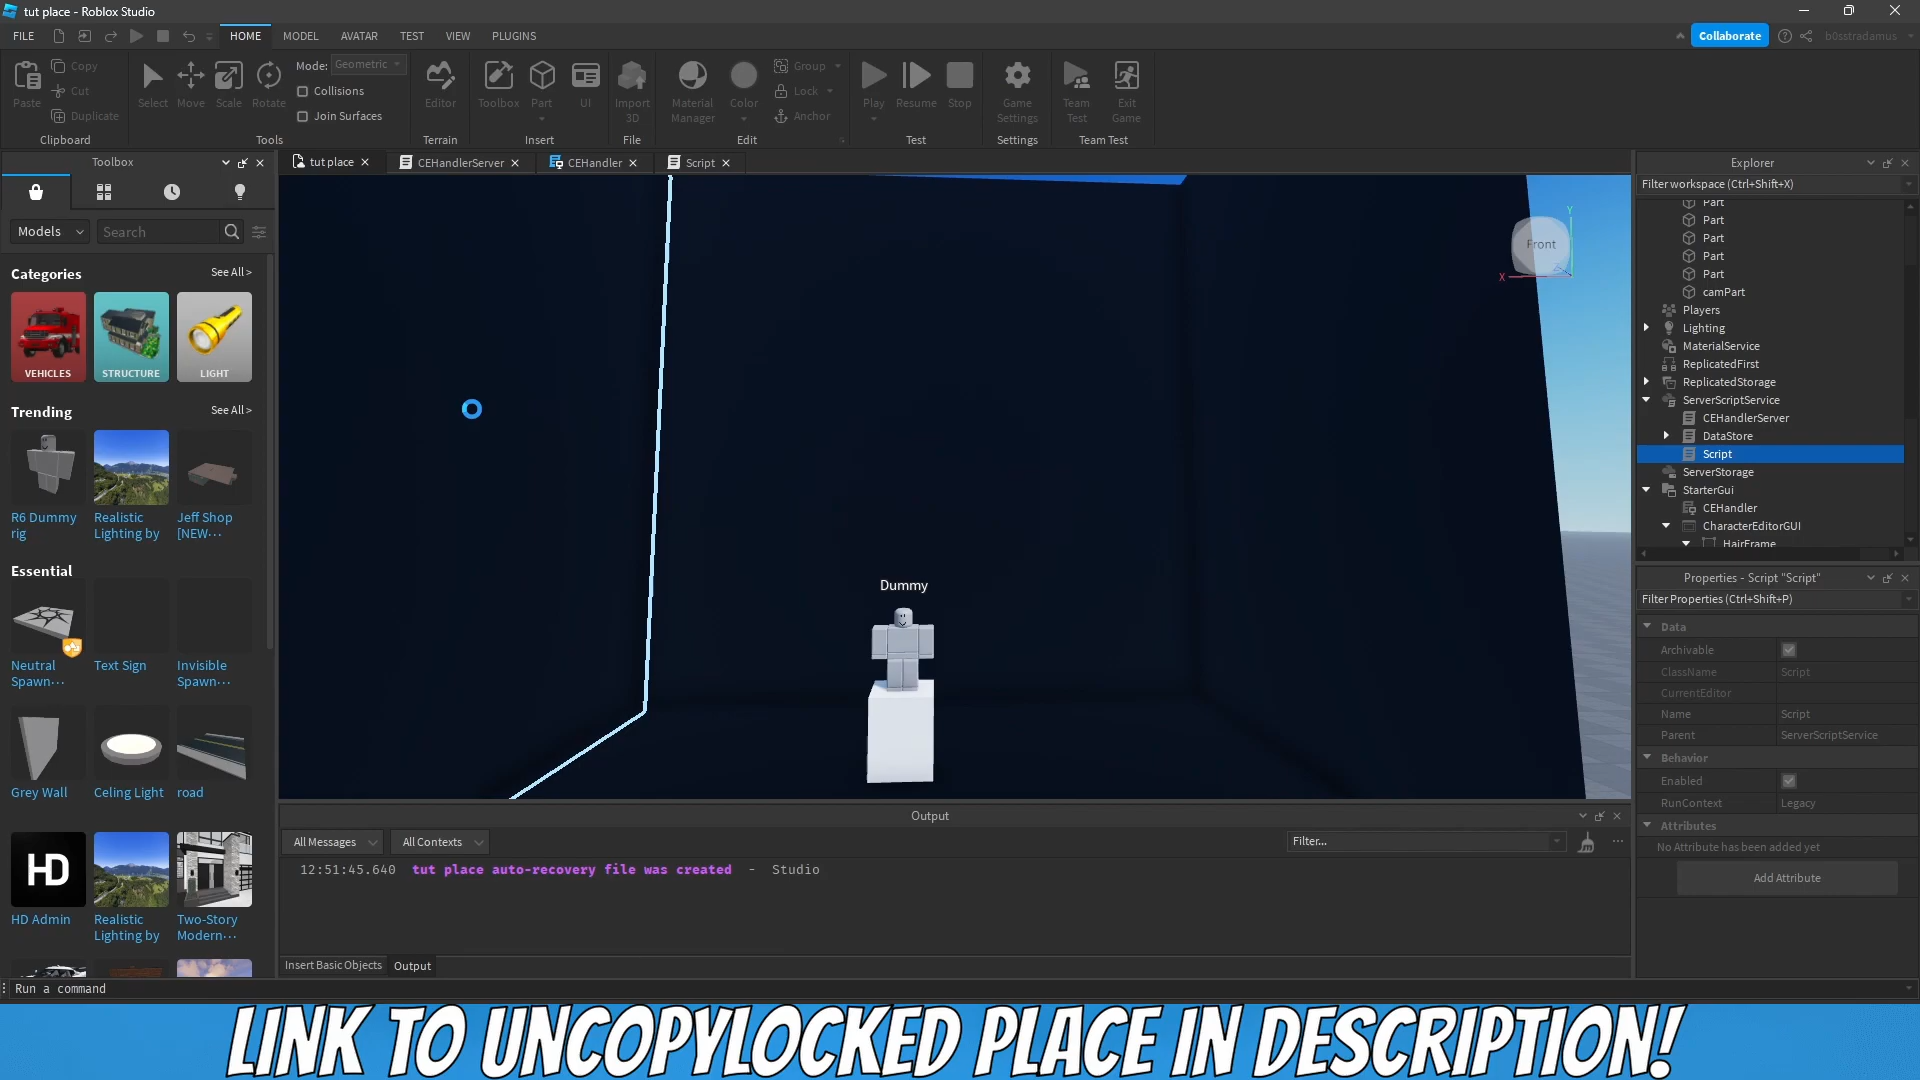 tut place - Roblox Studio
FILE
HOME
MODEL
AVATAR
TEST
VIEW
PLUGINS
Collaborate
b0sstradamus
Paste
Copy
Cut
Duplicate
Clipboard
Select
Move
Scale
Rotate
Mode:
Geometric
Collisions
Join Surfaces
Tools
Editor
Terrain
Toolbox
Part
UI
Insert
Import
3D
File
Material
Manager
Color
Group
Lock
Anchor
Edit
Play
Resume
Stop
Test
Game
Settings
Settings
Team
Test
Exit
Game
Team Test
Toolbox
Models
Search
Categories
See All >
VEHICLES
STRUCTURE
LIGHT
Trending
See All >
R6 Dummy
rig
Realistic
Lighting by
Jeff Shop
[NEW...
Essential
Neutral
Spawn...
Text Sign
Invisible
Spawn...
Grey Wall
Celing Light
road
HD
HD Admin
Realistic
Lighting by
Two-Story
Modern...
tut place
CEHandlerServer
CEHandler
Script
Y
Front
X
Dummy
Output
All Messages
All Contexts
Filter...
12:51:45.640 tut place auto-recovery file was created - Studio
Insert Basic Objects
Output
Explorer
Filter workspace (Ctrl+Shift+X)
Part
Part
Part
Part
Part
camPart
Players
Lighting
MaterialService
ReplicatedFirst
ReplicatedStorage
ServerScriptService
CEHandlerServer
DataStore
Script
ServerStorage
StarterGui
CEHandler
CharacterEditorGUI
HairFrame
Properties - Script "Script"
Filter Properties (Ctrl+Shift+P)
Data
Archivable
ClassName Script
CurrentEditor
Name Script
Parent ServerScriptService
Behavior
Enabled
RunContext Legacy
Attributes
No Attribute has been added yet
Add Attribute
Run a command
LINK TO UNCOPYLOCKED PLACE IN DESCRIPTION!